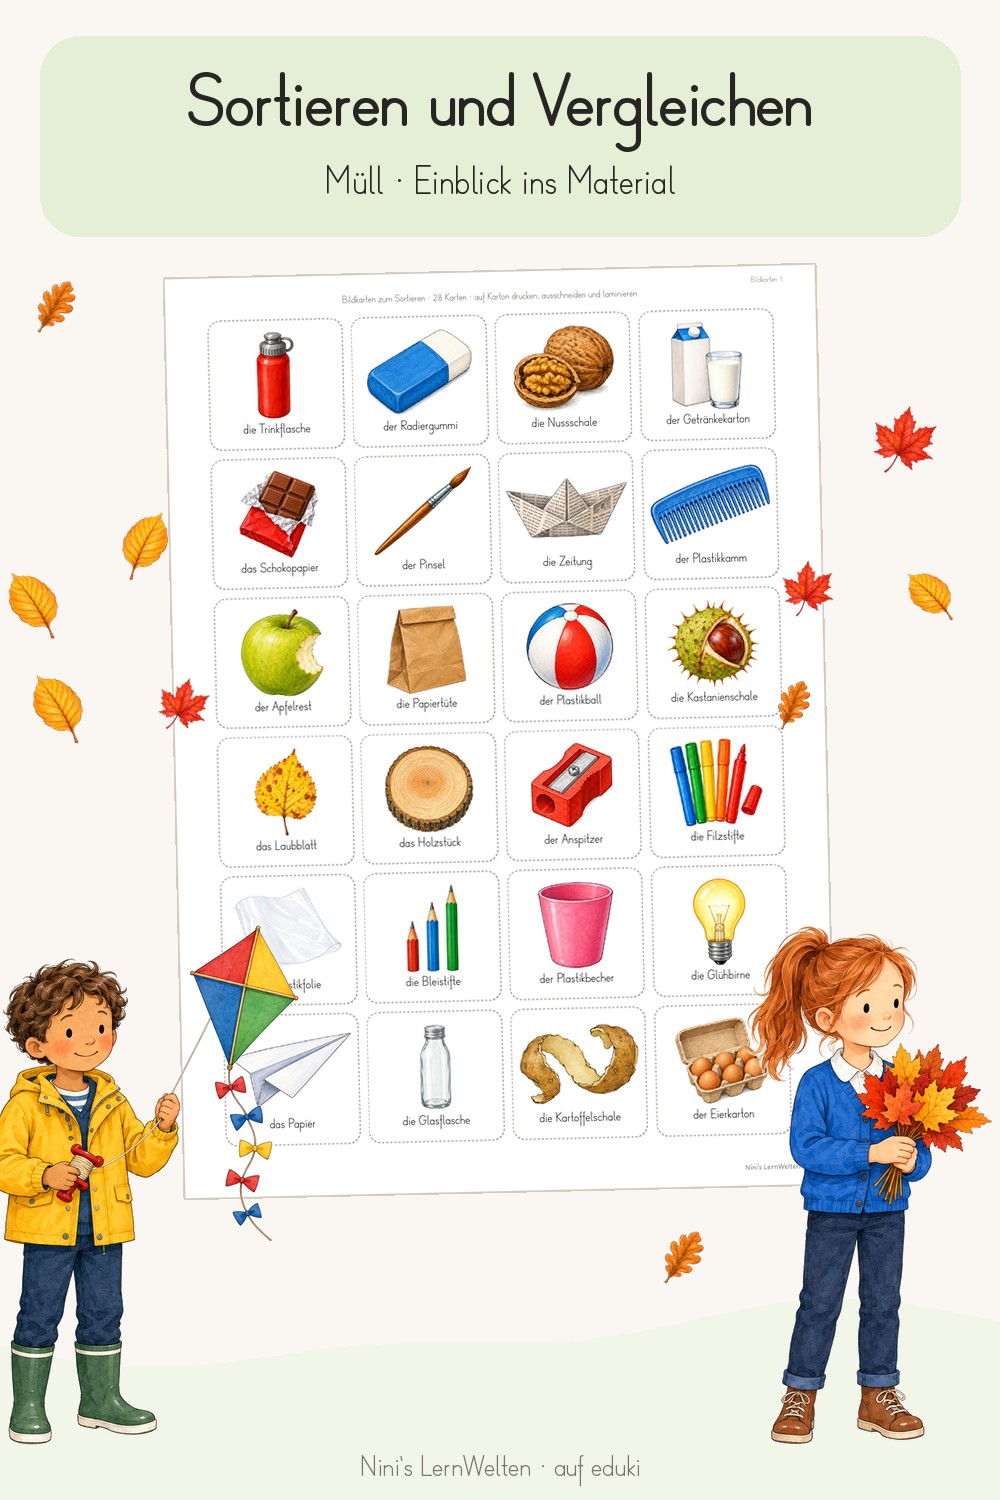 Sortieren und Vergleichen
Müll · Einblick ins Material
Bildkarten 1
Bildkarten zum Sortieren · 28 Karten · auf Karton drucken, ausschneiden und laminieren
die Trinkflasche
der Radiergummi
die Nussschale
der Getränkekarton
das Schokopapier
der Pinsel
die Zeitung
der Plastikkamm
der Apfelrest
die Papiertüte
der Plastikball
die Kastanienschale
das Laubblatt
das Holzstück
der Anspitzer
die Filzstifte
stikfolie
die Bleistifte
der Plastikbecher
die Glühbirne
das Papier
die Glasflasche
die Kartoffelschale
der Eierkarton
Nini's LernWelten
Nini's LernWelten · auf eduki